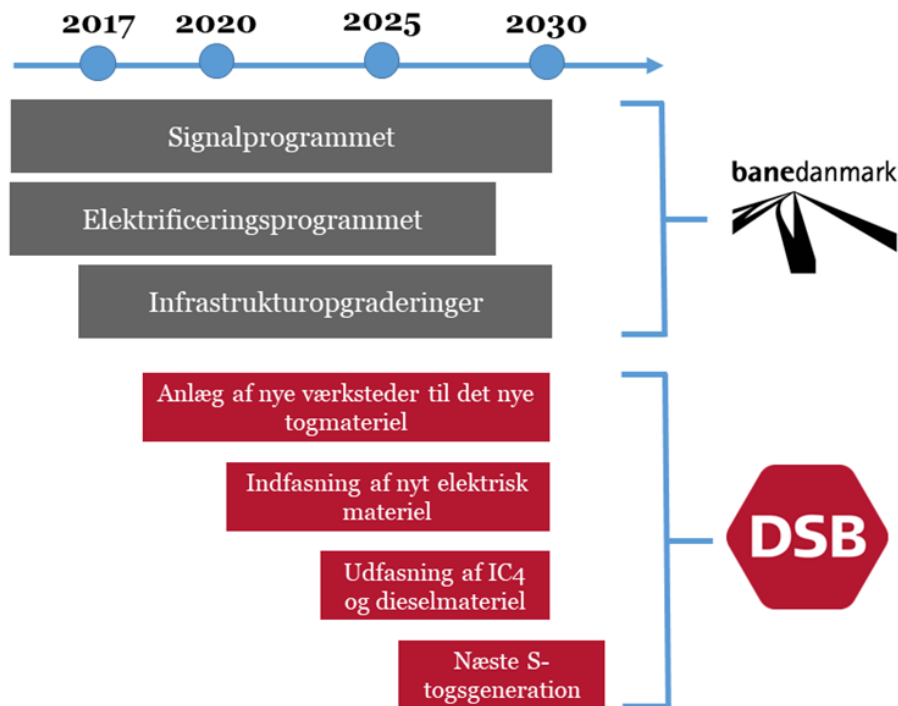 2017 2020 2025 2030
Signalprogrammet
banedanmark
Elektrificeringsprogrammet
Infrastrukturopgraderinger
Anlæg af nye værksteder til det nye
togmateriel
Indfasning af nyt elektrisk
materiel
DSB
Udfasning af IC4
og dieselmateriel
Næste S-
togsgeneration